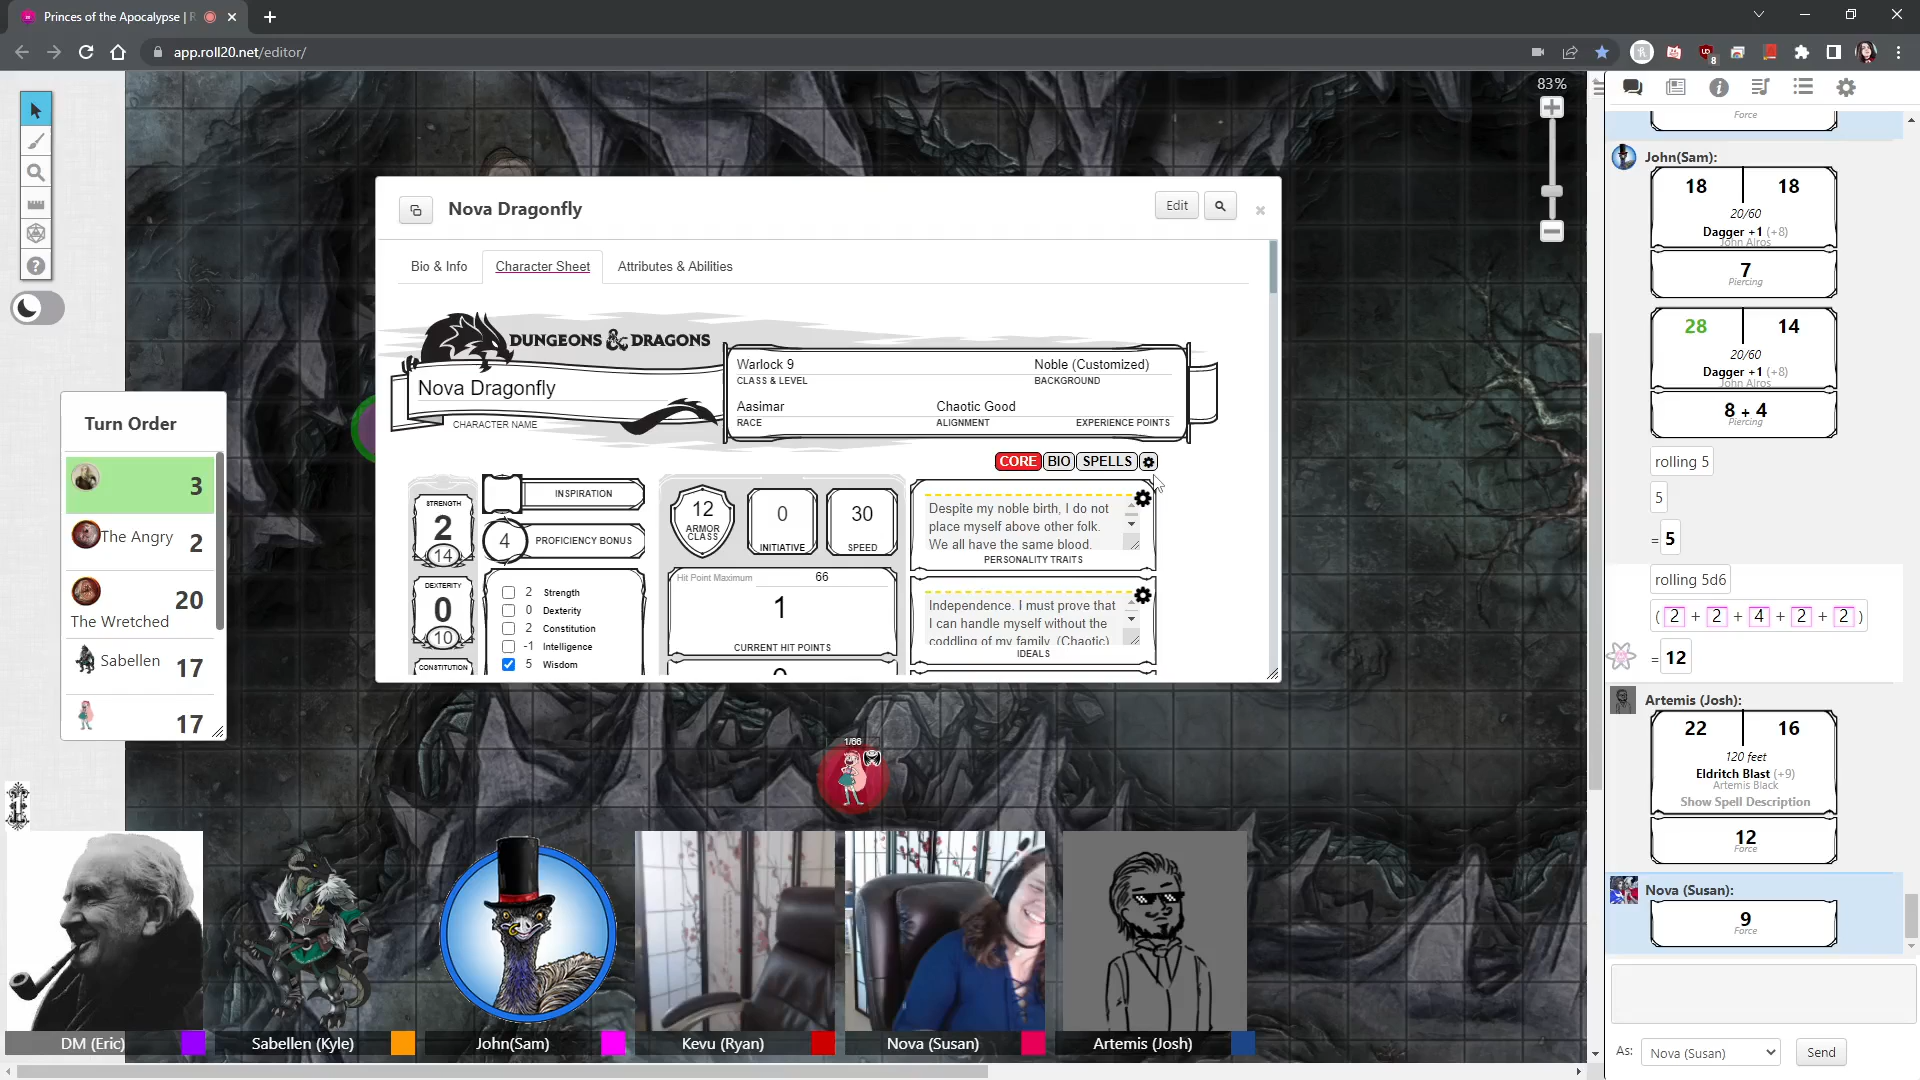 Princes of the Apocalypse | R
app.roll20.net/editor/
8
83%
Nova Dragonfly
Edit
Bio & Info
Character Sheet
Attributes & Abilities
DUNGEONS & DRAGONS
Nova Dragonfly
CHARACTER NAME
Warlock 9
CLASS & LEVEL
Noble (Customized)
BACKGROUND
Aasimar
RACE
Chaotic Good
ALIGNMENT
EXPERIENCE POINTS
CORE
BIO
SPELLS
STRENGTH
2
14
DEXTERITY
0
10
CONSTITUTION
INSPIRATION
4
PROFICIENCY BONUS
2 Strength
0 Dexterity
2 Constitution
-1 Intelligence
5 Wisdom
12
ARMOR
CLASS
0
INITIATIVE
30
SPEED
Hit Point Maximum
66
1
CURRENT HIT POINTS
Despite my noble birth, I do not
place myself above other folk.
We all have the same blood.
PERSONALITY TRAITS
Independence. I must prove that
I can handle myself without the
coddling of my family. (Chaotic)
IDEALS
Turn Order
3
The Angry 2
The Wretched 20
Sabellen 17
17
1/66
DM (Eric)
Sabellen (Kyle)
John(Sam)
Kevu (Ryan)
Nova (Susan)
Artemis (Josh)
Force
John(Sam):
18 18
20/60
Dagger +1 (+8)
John Alros
7
Piercing
28 14
20/60
Dagger +1 (+8)
John Alros
8 + 4
Piercing
rolling 5
5
= 5
rolling 5d6
( 2 + 2 + 4 + 2 + 2 )
= 12
Artemis (Josh):
22 16
120 feet
Eldritch Blast (+9)
Artemis Black
Show Spell Description
12
Force
Nova (Susan):
9
Force
As:
Nova (Susan)
Send